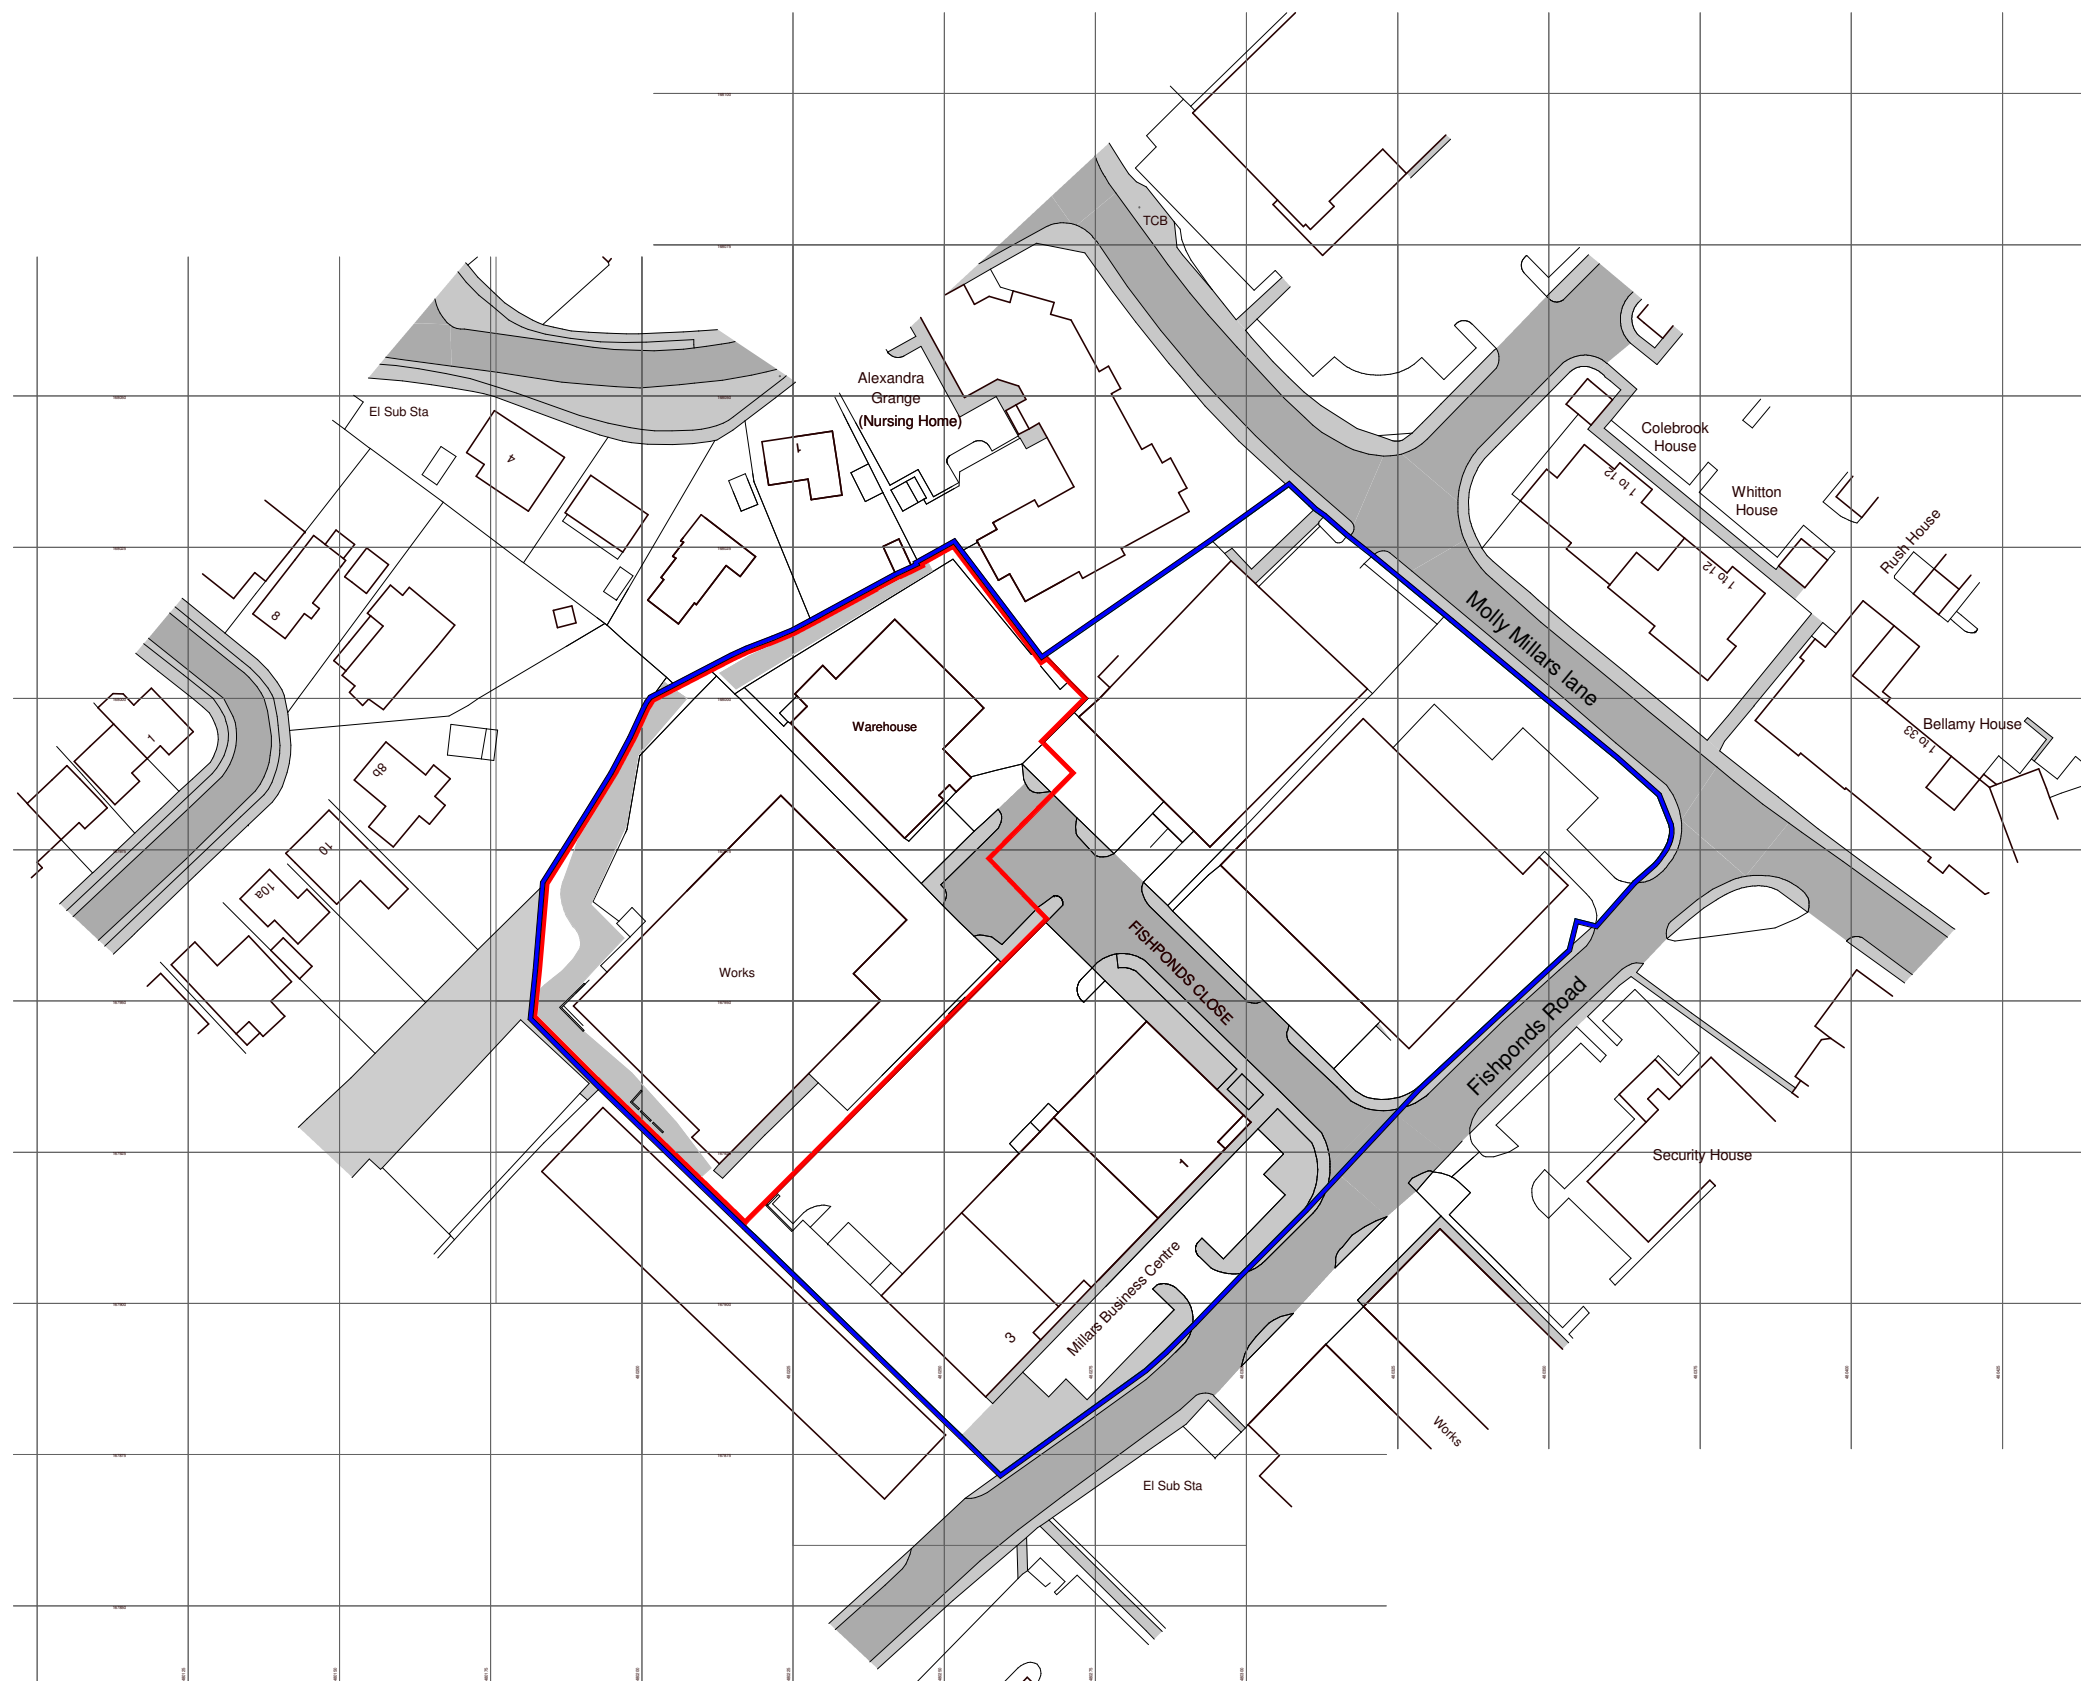 TCB
Alexandra
Grange
(Nursing Home)
El Sub Sta
4
1
8
Colebrook
House
1 to 12
Whitton
House
1 to 12
Rush House
Molly Millars lane
Bellamy House
1 to 33
1
8b
Warehouse
10
10a
Works
FISHPONDS CLOSE
Fishponds Road
Security House
1
Millars Business Centre
3
Works
El Sub Sta